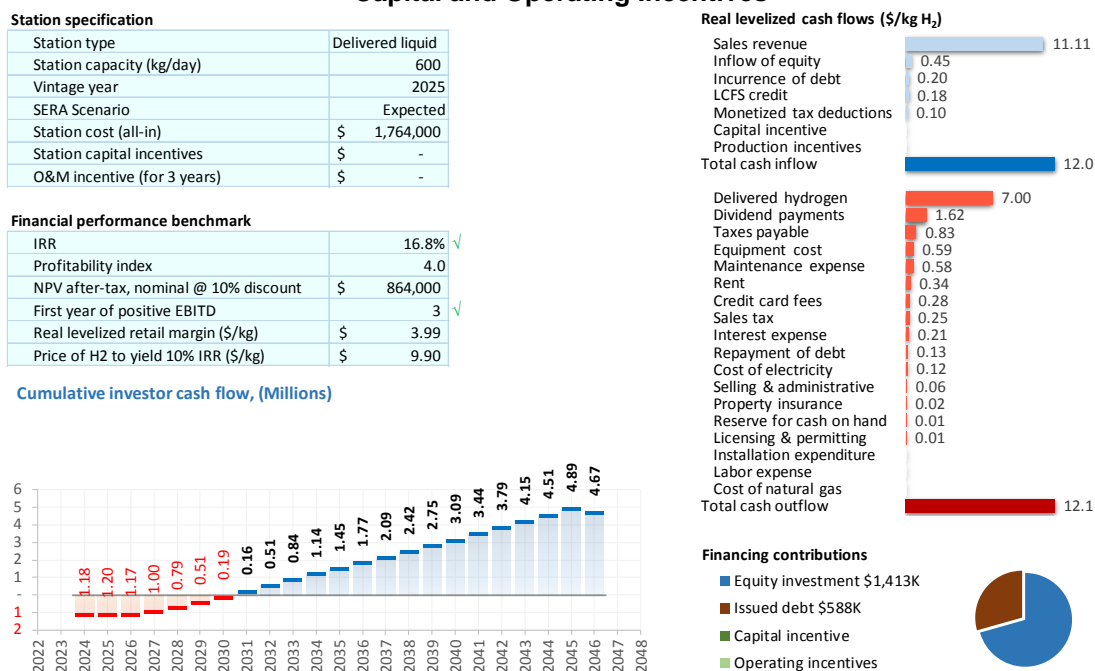 Capital and Operating Incentives
Station specification
Station type Delivered liquid
Station capacity (kg/day) 600
Vintage year 2025
SERA Scenario Expected
Station cost (all-in) $ 1,764,000
Station capital incentives $ -
O&M incentive (for 3 years) $ -
Financial performance benchmark
IRR 16.8% √
Profitability index 4.0
NPV after-tax, nominal @ 10% discount $ 864,000
First year of positive EBITD 3 √
Real levelized retail margin ($/kg) $ 3.99
Price of H2 to yield 10% IRR ($/kg) $ 9.90
Cumulative investor cash flow, (Millions)
6
5
4
3
2
1
-
1
2
1.18 1.20 1.17 1.00 0.79 0.51 0.19 0.16 0.51 0.84 1.14 1.45 1.77 2.09 2.42 2.75 3.09 3.44 3.79 4.15 4.51 4.89 4.67
2022 2023 2024 2025 2026 2027 2028 2029 2030 2031 2032 2033 2034 2035 2036 2037 2038 2039 2040 2041 2042 2043 2044 2045 2046 2047 2048
Real levelized cash flows ($/kg H2)
Sales revenue 11.11
Inflow of equity 0.45
Incurrence of debt 0.20
LCFS credit 0.18
Monetized tax deductions 0.10
Capital incentive
Production incentives
Total cash inflow 12.0
Delivered hydrogen 7.00
Dividend payments 1.62
Taxes payable 0.83
Equipment cost 0.59
Maintenance expense 0.58
Rent 0.34
Credit card fees 0.28
Sales tax 0.25
Interest expense 0.21
Repayment of debt 0.13
Cost of electricity 0.12
Selling & administrative 0.06
Property insurance 0.02
Reserve for cash on hand 0.01
Licensing & permitting 0.01
Installation expenditure
Labor expense
Cost of natural gas
Total cash outflow 12.1
Financing contributions
Equity investment $1,413K
Issued debt $588K
Capital incentive
Operating incentives